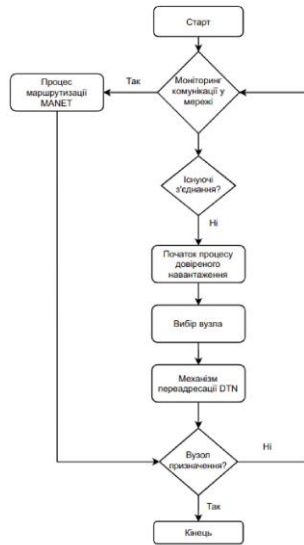 Старт
Процес
маршрутизації
MANET
Так
Моніторинг
комунікації у
мережі
Існуючі
з'єднання?
Ні
Початок процесу
довіреного
навантаження
Вибір вузла
Механізм
переадресації DTN
Вузол
призначення?
Ні
Так
Кінець